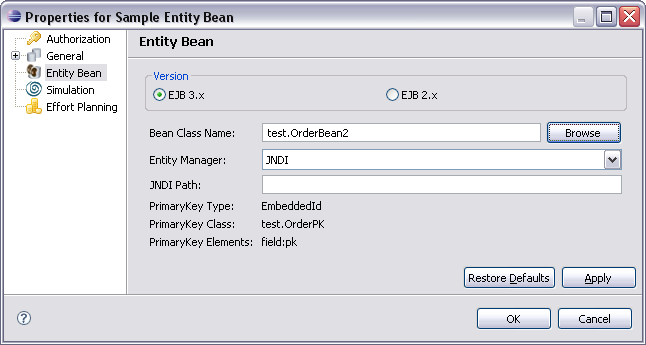 Properties for Sample Entity Bean
Authorization
General
Entity Bean
Simulation
Effort Planning
Entity Bean
Version
EJB 3.x
EJB 2.x
Bean Class Name: test.OrderBean2 Browse
Entity Manager: JNDI
JNDI Path:
PrimaryKey Type: EmbeddedId
PrimaryKey Class: test.OrderPK
PrimaryKey Elements: field:pk
Restore Defaults Apply
? OK Cancel